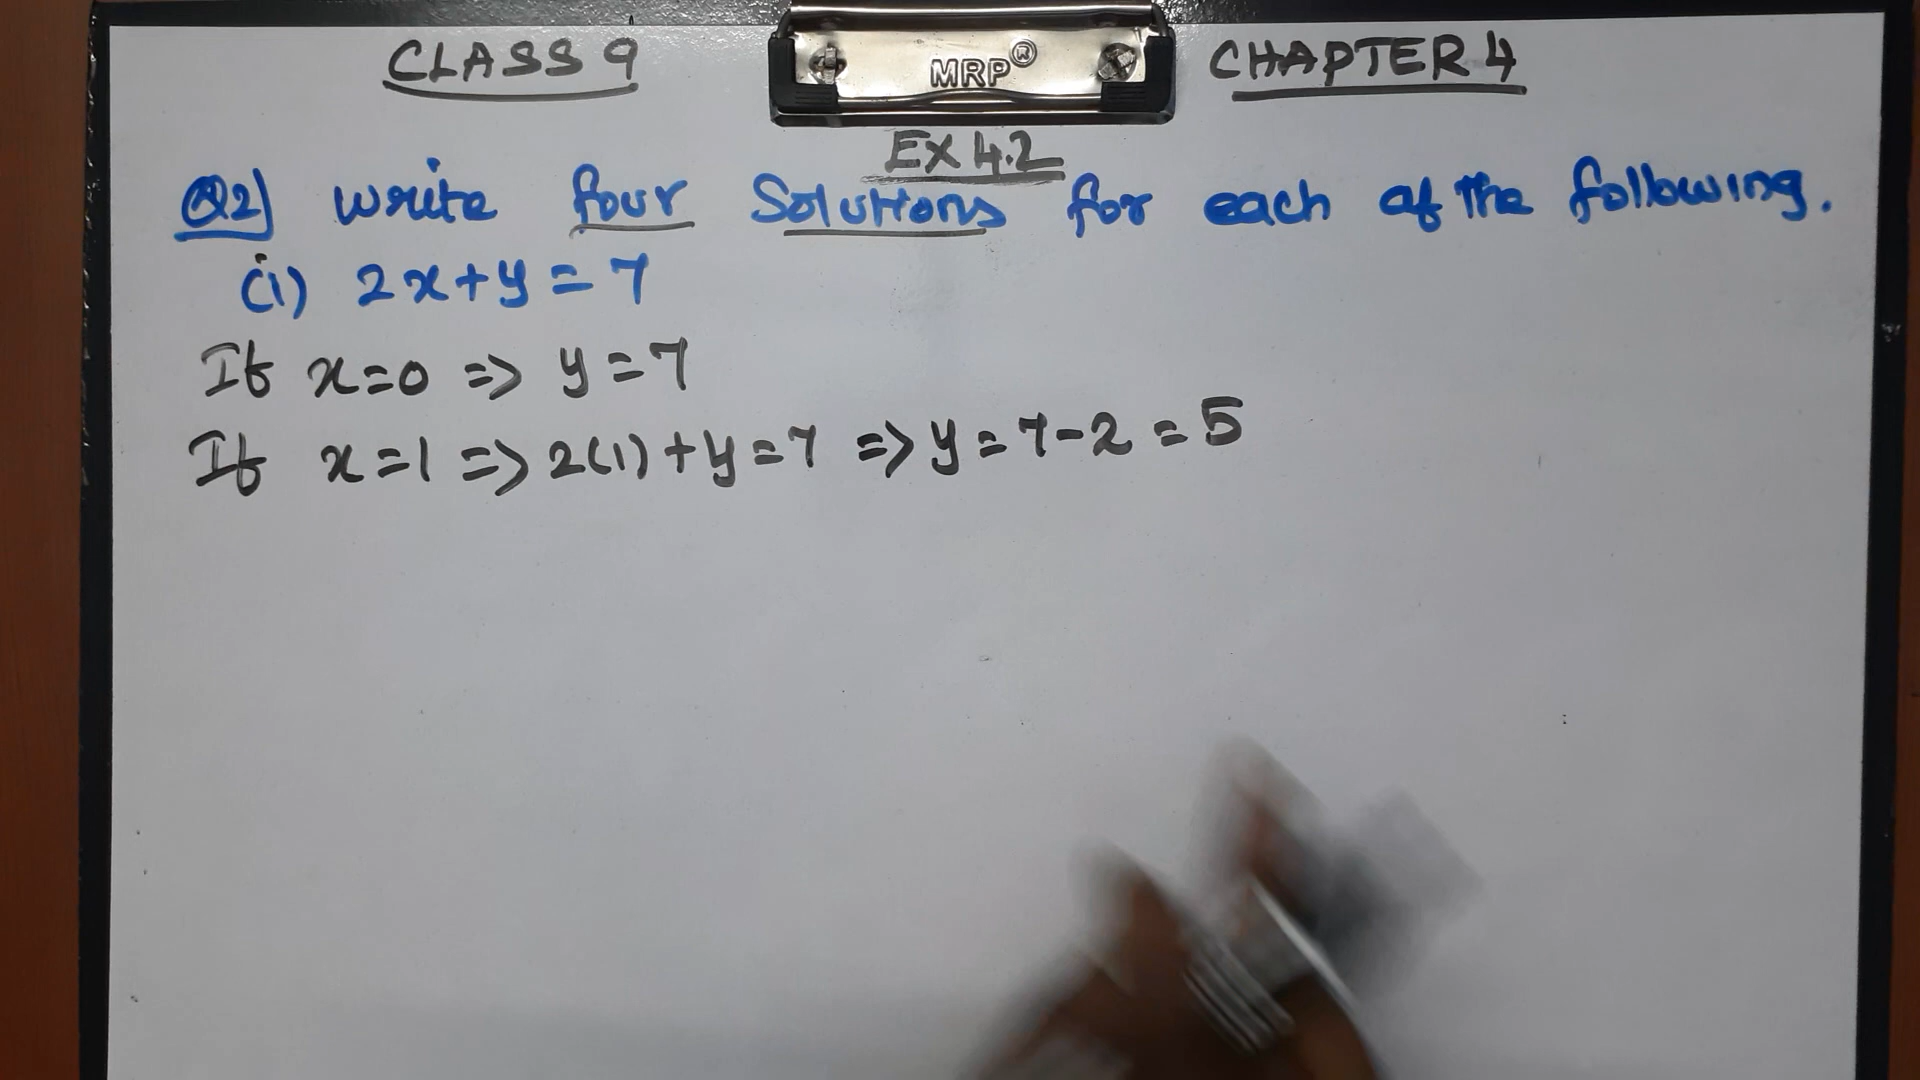 CLASS 9
MRP®
CHAPTER 4
EX 4.2
Q2) write four Solutions for each of the following.
(i) 2x+y=7
If x=0 => y=7
If x=1 => 2(1)+y=7 => y=7-2=5